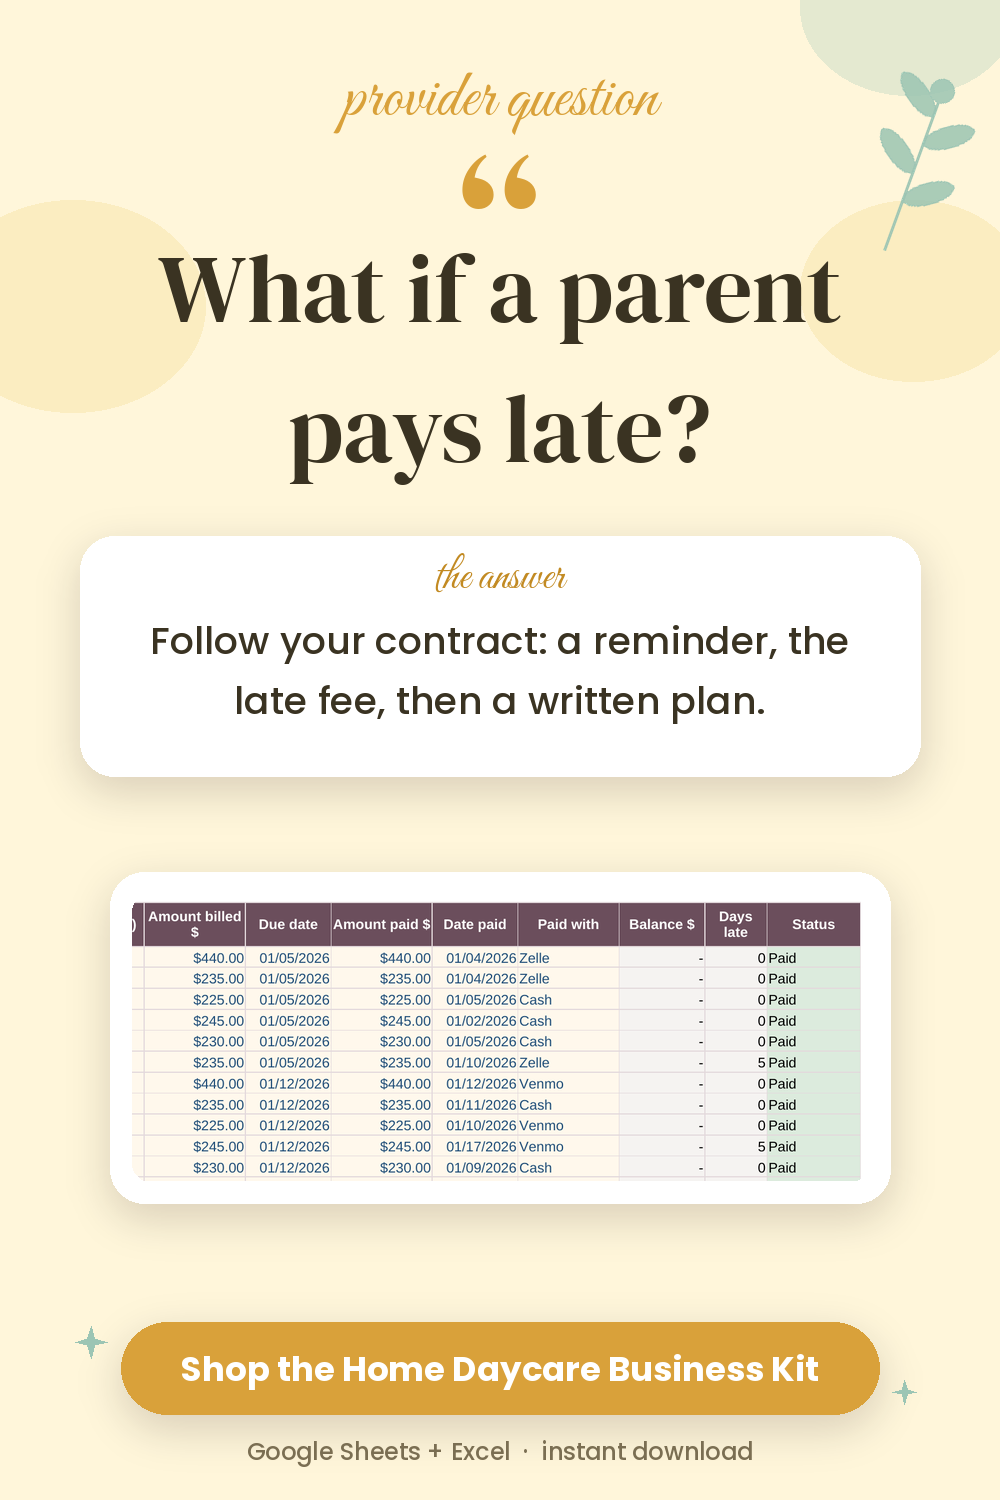 provider question
“
What if a parent
pays late?
the answer
Follow your contract: a reminder, the
late fee, then a written plan.
) Amount billed $ Due date Amount paid $ Date paid Paid with Balance $ Days late Status
$440.00 01/05/2026 $440.00 01/04/2026 Zelle - 0 Paid
$235.00 01/05/2026 $235.00 01/04/2026 Zelle - 0 Paid
$225.00 01/05/2026 $225.00 01/05/2026 Cash - 0 Paid
$245.00 01/05/2026 $245.00 01/02/2026 Cash - 0 Paid
$230.00 01/05/2026 $230.00 01/05/2026 Cash - 0 Paid
$235.00 01/05/2026 $235.00 01/10/2026 Zelle - 5 Paid
$440.00 01/12/2026 $440.00 01/12/2026 Venmo - 0 Paid
$235.00 01/12/2026 $235.00 01/11/2026 Cash - 0 Paid
$225.00 01/12/2026 $225.00 01/10/2026 Venmo - 0 Paid
$245.00 01/12/2026 $245.00 01/17/2026 Venmo - 5 Paid
$230.00 01/12/2026 $230.00 01/09/2026 Cash - 0 Paid
Shop the Home Daycare Business Kit
Google Sheets + Excel · instant download